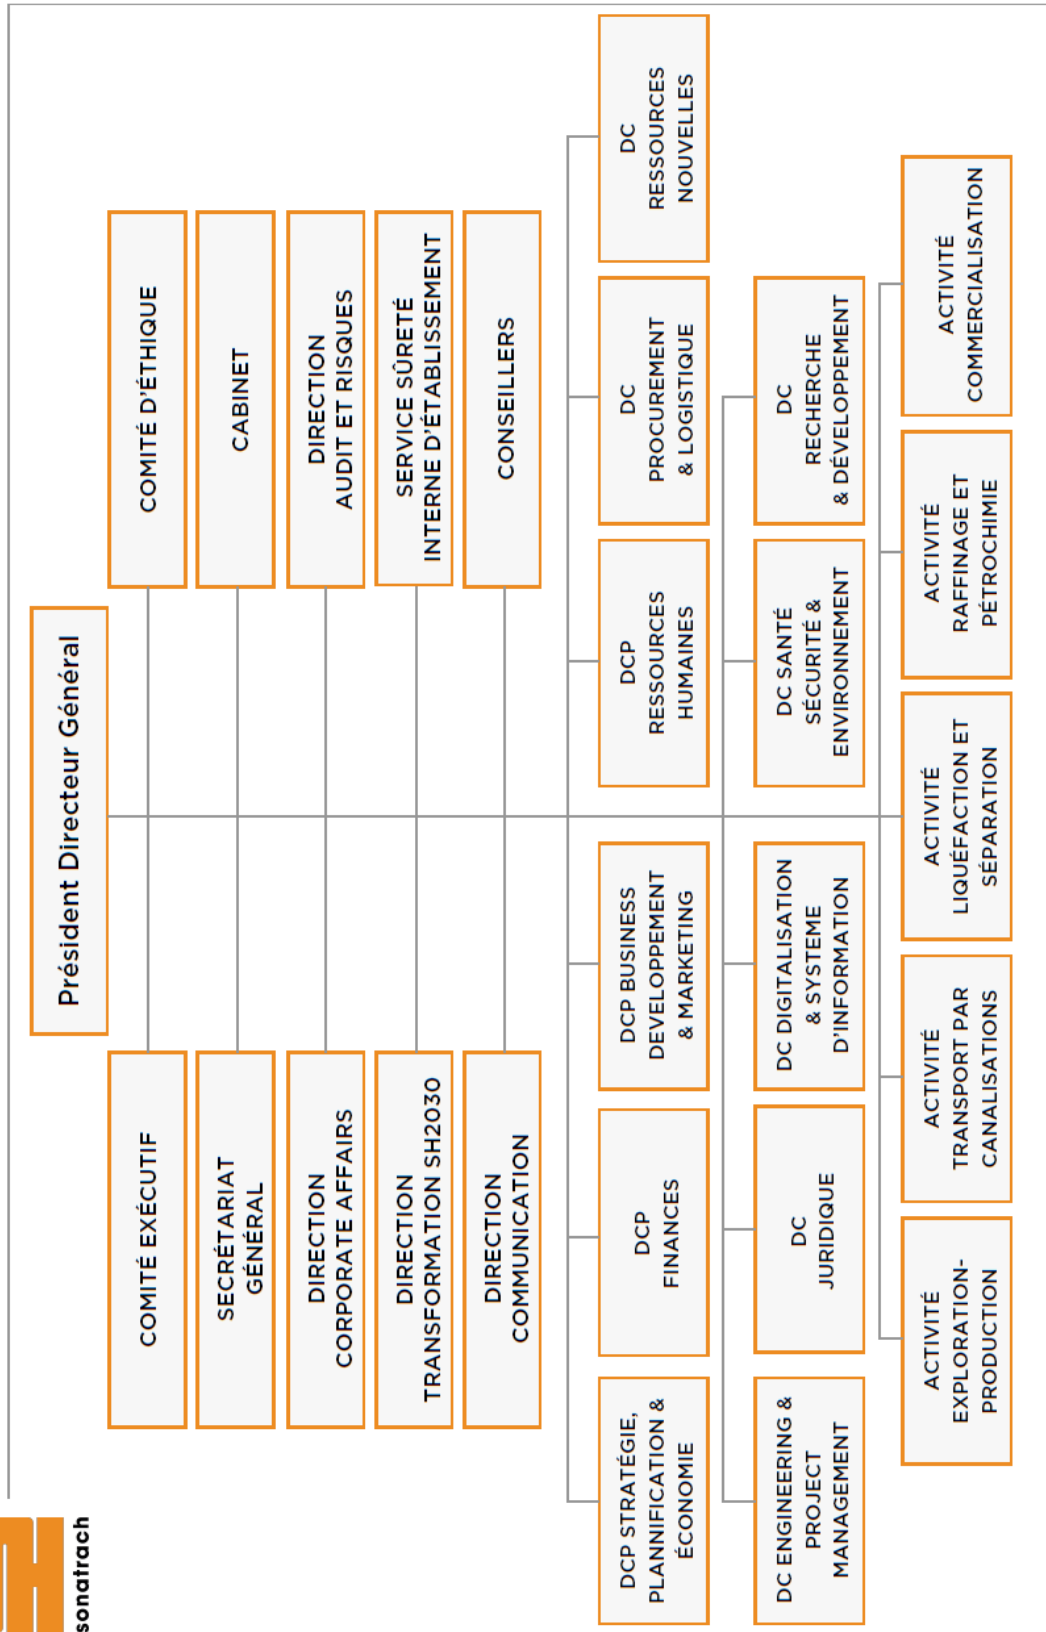 sonatrach
Président Directeur Général
COMITÉ EXÉCUTIF
COMITÉ D'ÉTHIQUE
SECRÉTARIAT
GÉNÉRAL
CABINET
DIRECTION
CORPORATE AFFAIRS
DIRECTION
AUDIT ET RISQUES
DIRECTION
TRANSFORMATION SH2030
SERVICE SÛRETÉ
INTERNE D'ÉTABLISSEMENT
DIRECTION
COMMUNICATION
CONSEILLERS
DCP STRATÉGIE,
PLANNIFICATION &
ÉCONOMIE
DCP
FINANCES
DCP BUSINESS
DEVELOPPEMENT
& MARKETING
DCP
RESSOURCES
HUMAINES
DC
PROCUREMENT
& LOGISTIQUE
DC
RESSOURCES
NOUVELLES
DC ENGINEERING &
PROJECT
MANAGEMENT
DC
JURIDIQUE
DC DIGITALISATION
& SYSTEME
D'INFORMATION
DC SANTÉ
SÉCURITÉ &
ENVIRONNEMENT
DC
RECHERCHE
& DÉVELOPPEMENT
ACTIVITÉ
EXPLORATION-
PRODUCTION
ACTIVITÉ
TRANSPORT PAR
CANALISATIONS
ACTIVITÉ
LIQUÉFACTION ET
SÉPARATION
ACTIVITÉ
RAFFINAGE ET
PÉTROCHIMIE
ACTIVITÉ
COMMERCIALISATION